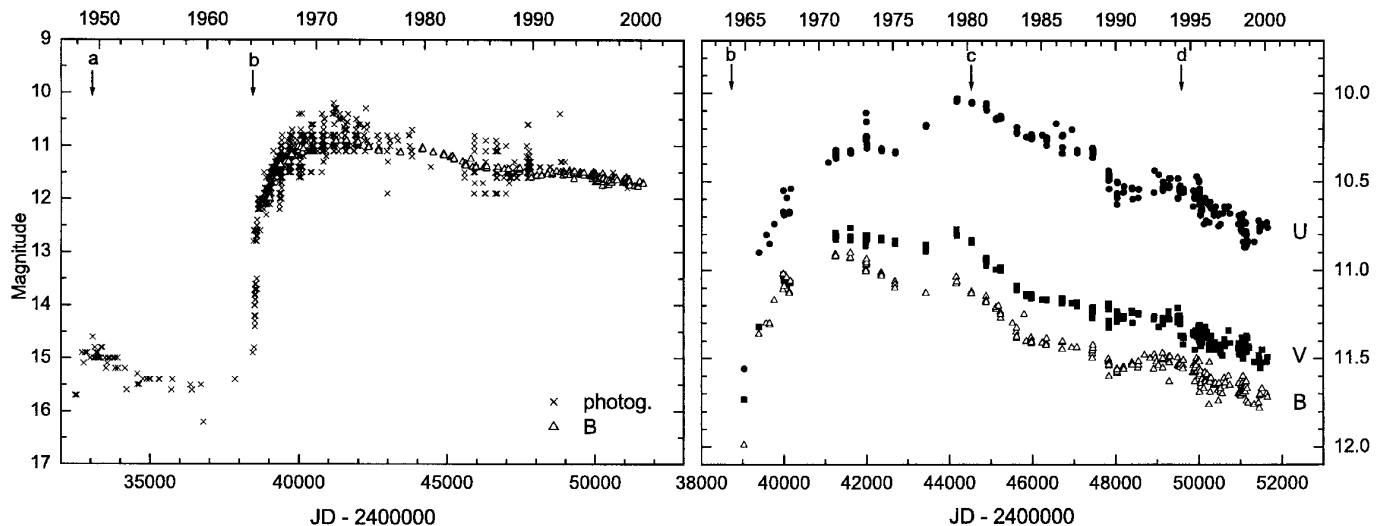 1950 1960 1970 1980 1990 2000
1965 1970 1975 1980 1985 1990 1995 2000
9
10
11
12
13
14
15
16
17
Magnitude
a
b
× photog.
△ B
35000 40000 45000 50000
JD - 2400000
b
c
d
U
V
B
10.0
10.5
11.0
11.5
12.0
38000 40000 42000 44000 46000 48000 50000 52000
JD - 2400000